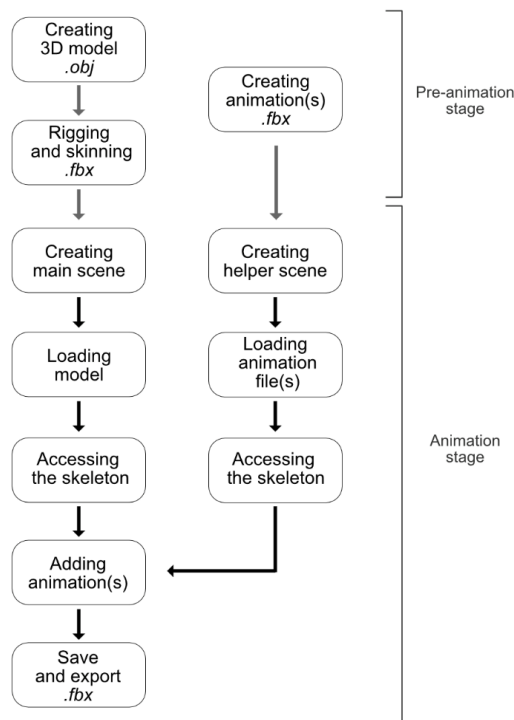 Creating
3D model
.obj
Rigging
and skinning
.fbx
Creating
main scene
Loading
model
Accessing
the skeleton
Adding
animation(s)
Save
and export
.fbx
Creating
animation(s)
.fbx
Creating
helper scene
Loading
animation
file(s)
Accessing
the skeleton
Pre-animation
stage
Animation
stage